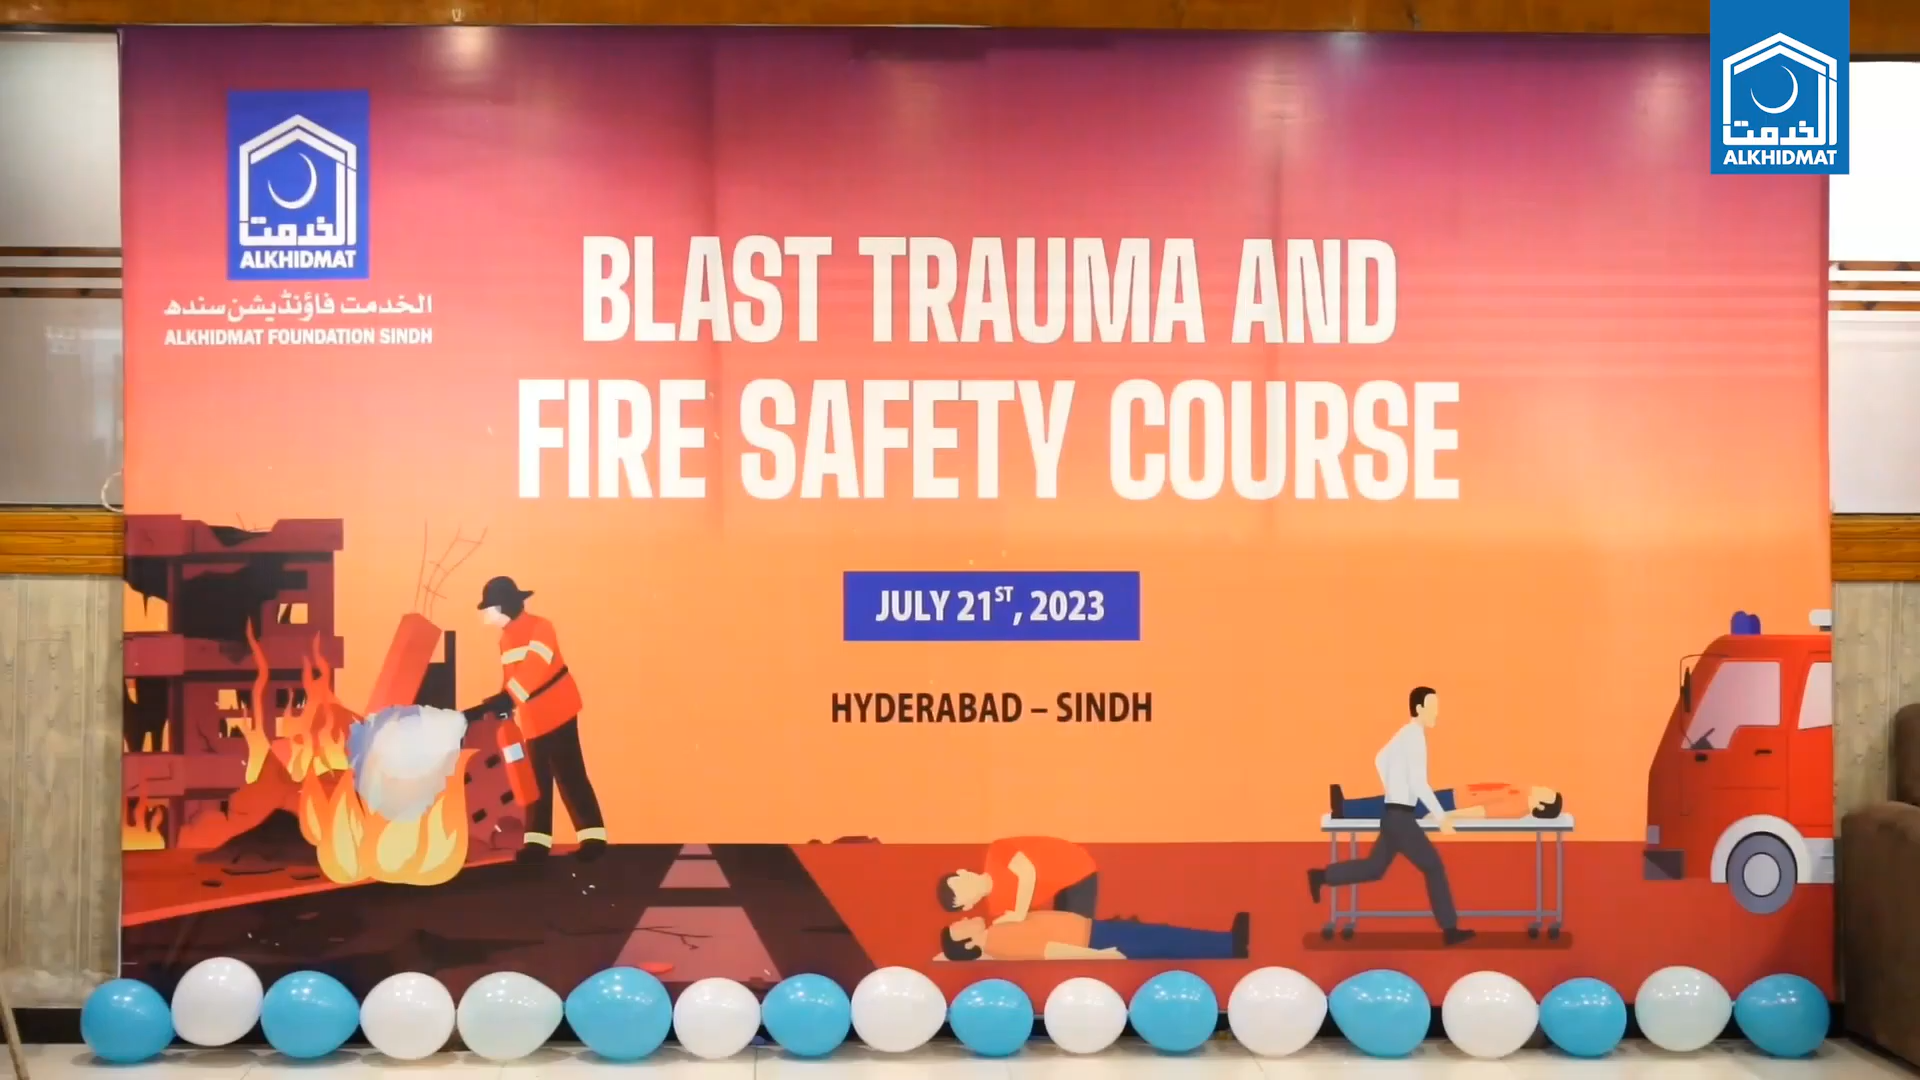 الخدمت
ALKHIDMAT
الخدمت فاؤنڈیشن سندھ
ALKHIDMAT FOUNDATION SINDH
BLAST TRAUMA AND
FIRE SAFETY COURSE
JULY 21ST, 2023
HYDERABAD – SINDH
الخدمت
ALKHIDMAT